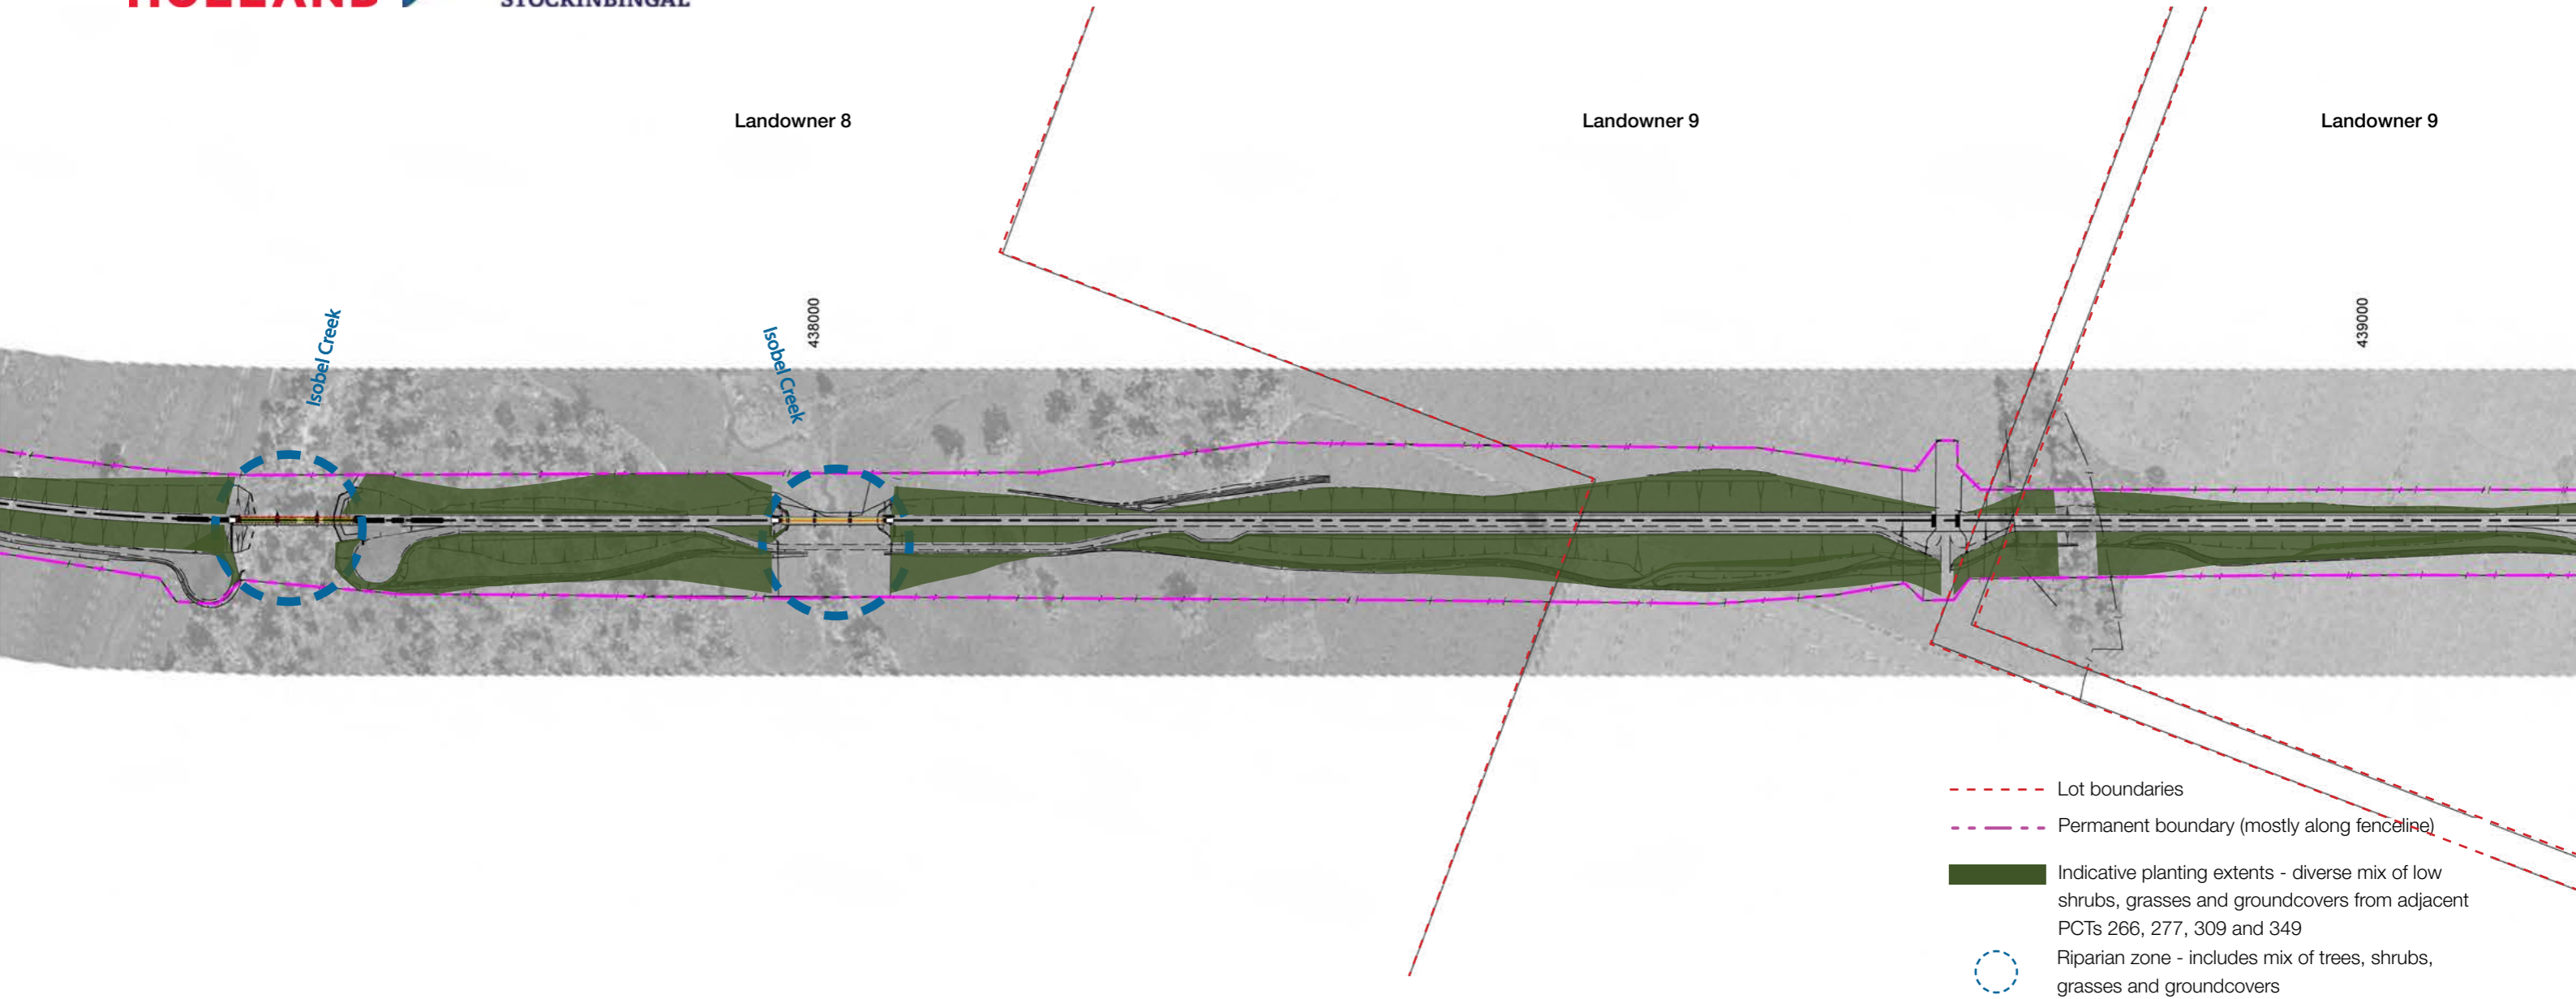 HOLLAND
STOCKINBINGAL
Landowner 8
Landowner 9
Landowner 9
Isobel Creek
Isobel Creek
438000
439000
Lot boundaries
Permanent boundary (mostly along fenceline)
Indicative planting extents - diverse mix of low
shrubs, grasses and groundcovers from adjacent
PCTs 266, 277, 309 and 349
Riparian zone - includes mix of trees, shrubs,
grasses and groundcovers